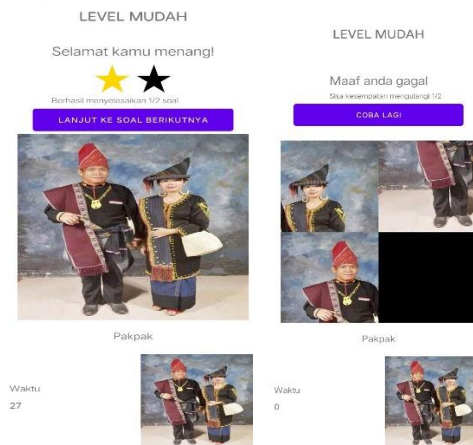 LEVEL MUDAH
Selamat kamu menang!
Berhasil menyelesaikan 1/2 soal
LANJUT KE SOAL BERIKUTNYA
Pakpak
Waktu
27
LEVEL MUDAH
Maaf anda gagal
Sisa kesempatan mengulangi 1/2
COBA LAGI
Pakpak
Waktu
0